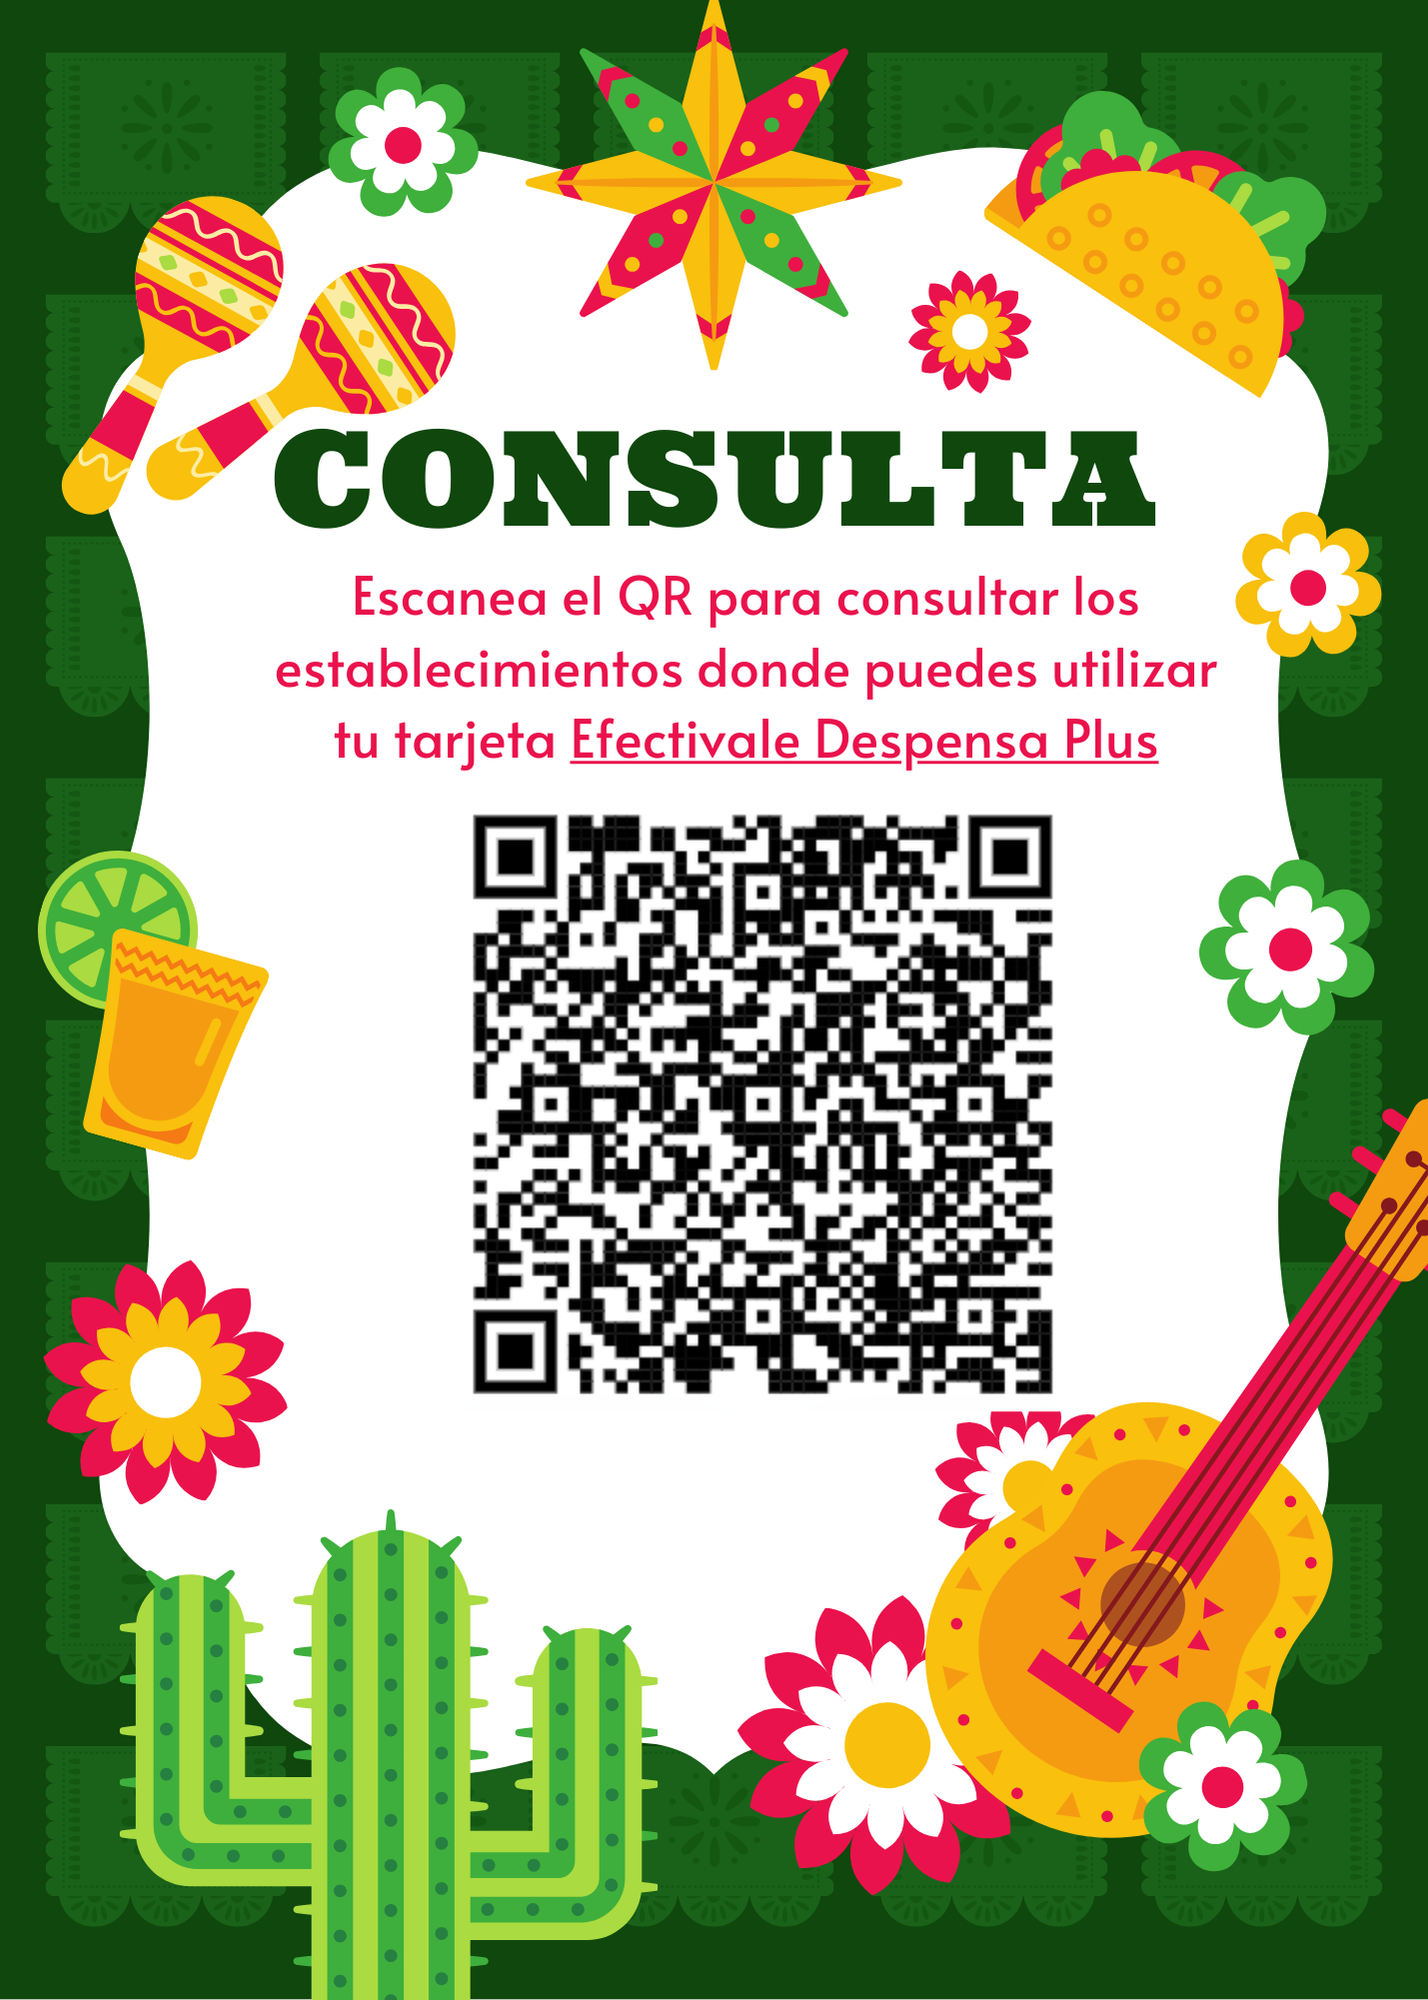 CONSULTA
Escanea el QR para consultar los
establecimientos donde puedes utilizar
tu tarjeta Efectivale Despensa Plus